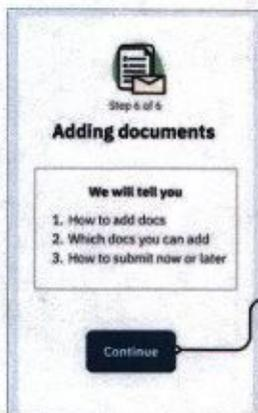 Step 6 of 6
Adding documents
We will tell you
1. How to add docs
2. Which docs you can add
3. How to submit now or later
Continue